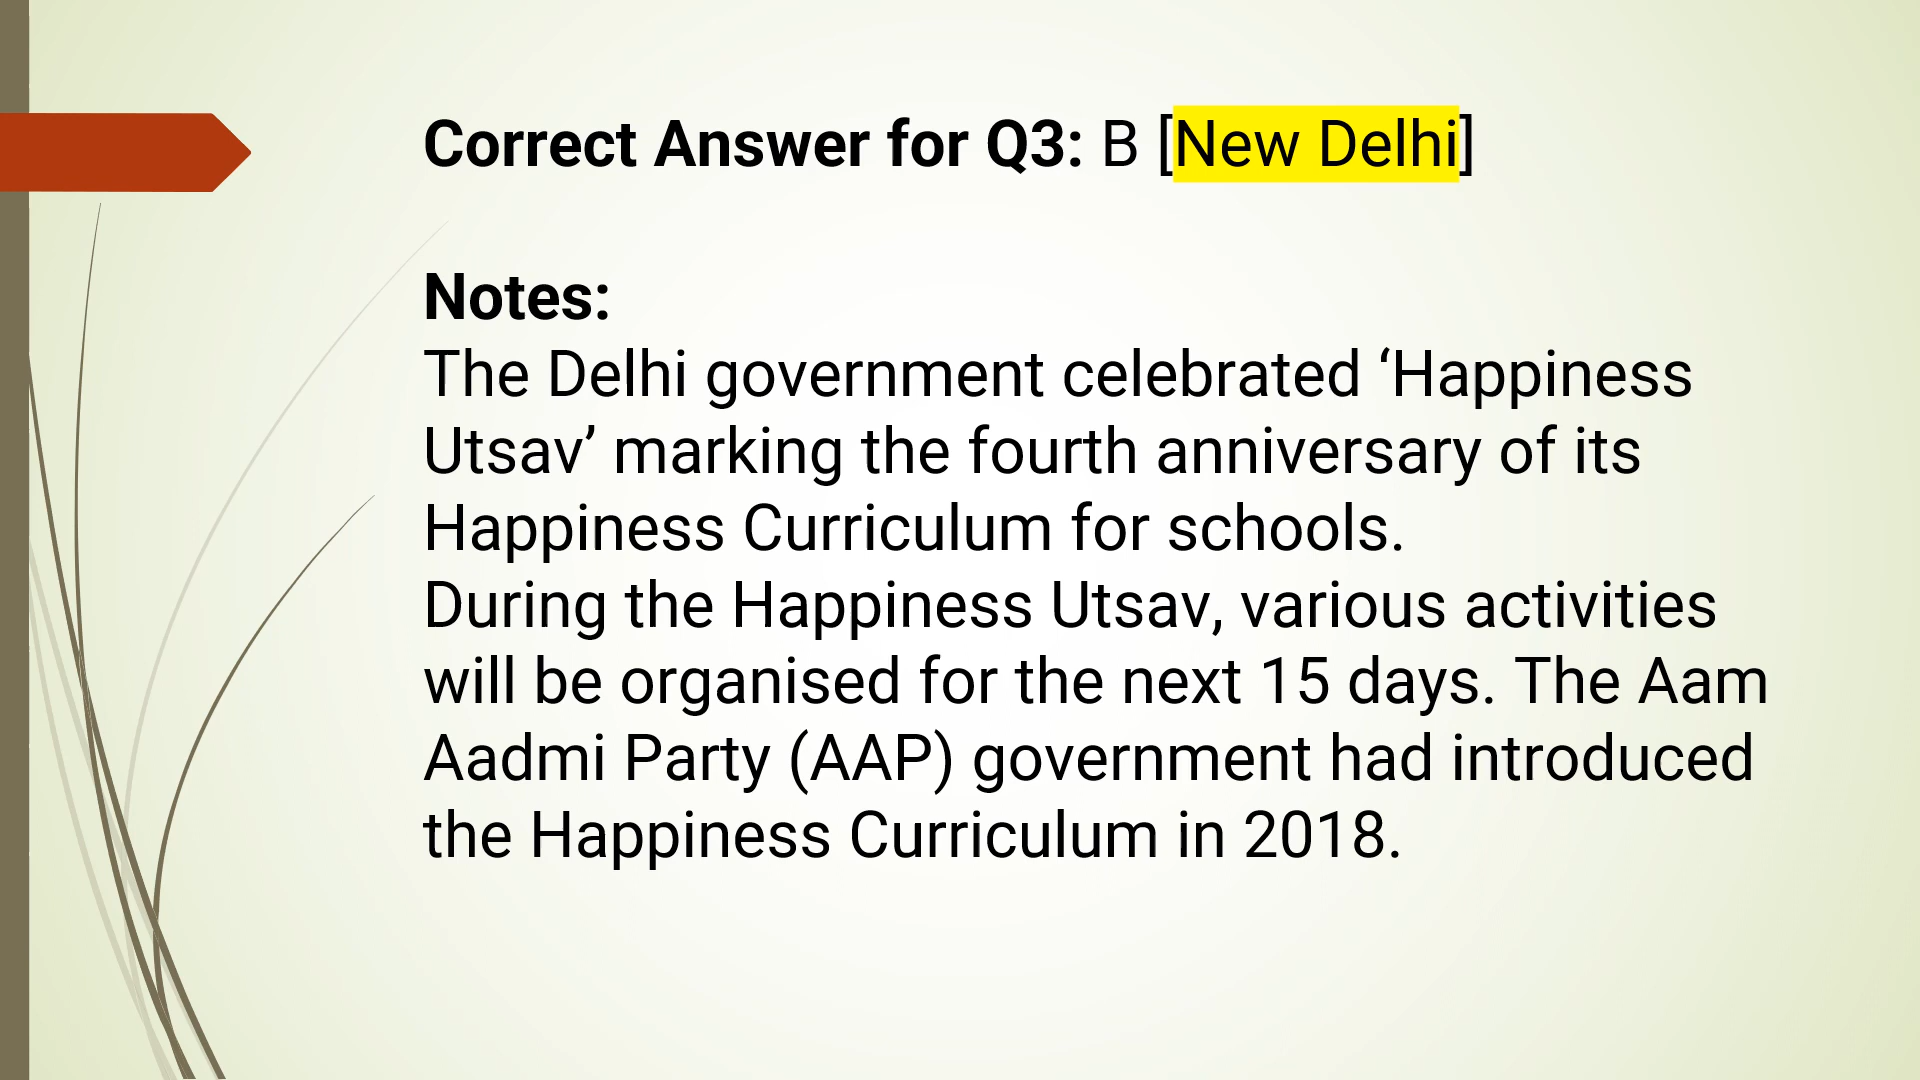 Correct Answer for Q3: B [New Delhi]
Notes:
The Delhi government celebrated ‘Happiness
Utsav’ marking the fourth anniversary of its
Happiness Curriculum for schools.
During the Happiness Utsav, various activities
will be organised for the next 15 days. The Aam
Aadmi Party (AAP) government had introduced
the Happiness Curriculum in 2018.